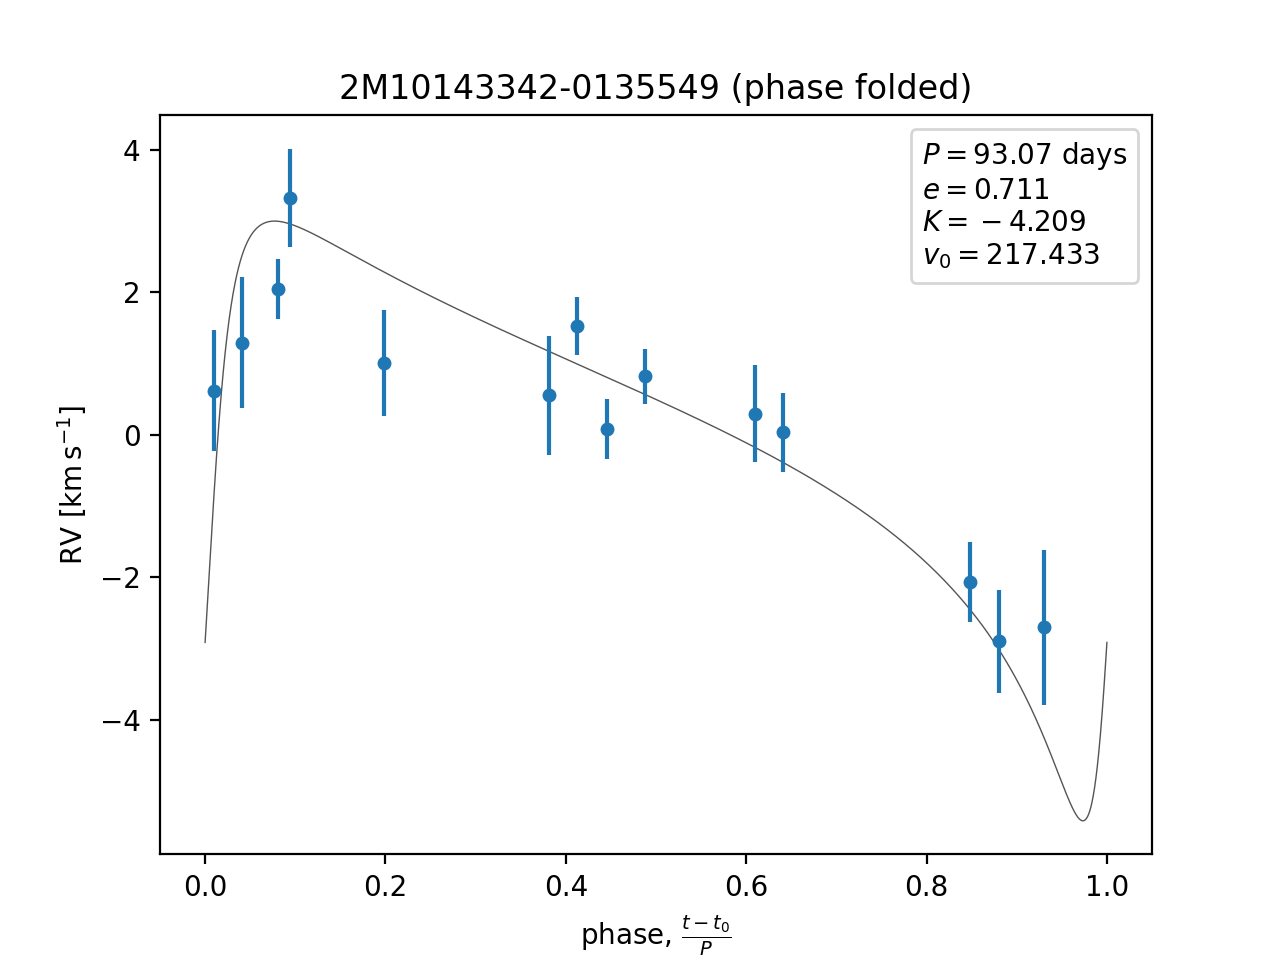 2M10143342-0135549 (phase folded)
P = 93.07 days
e = 0.711
K = −4.209
v₀ = 217.433
4
2
0
−2
−4
RV [km s⁻¹]
0.0 0.2 0.4 0.6 0.8 1.0
phase, (t − t₀)/P